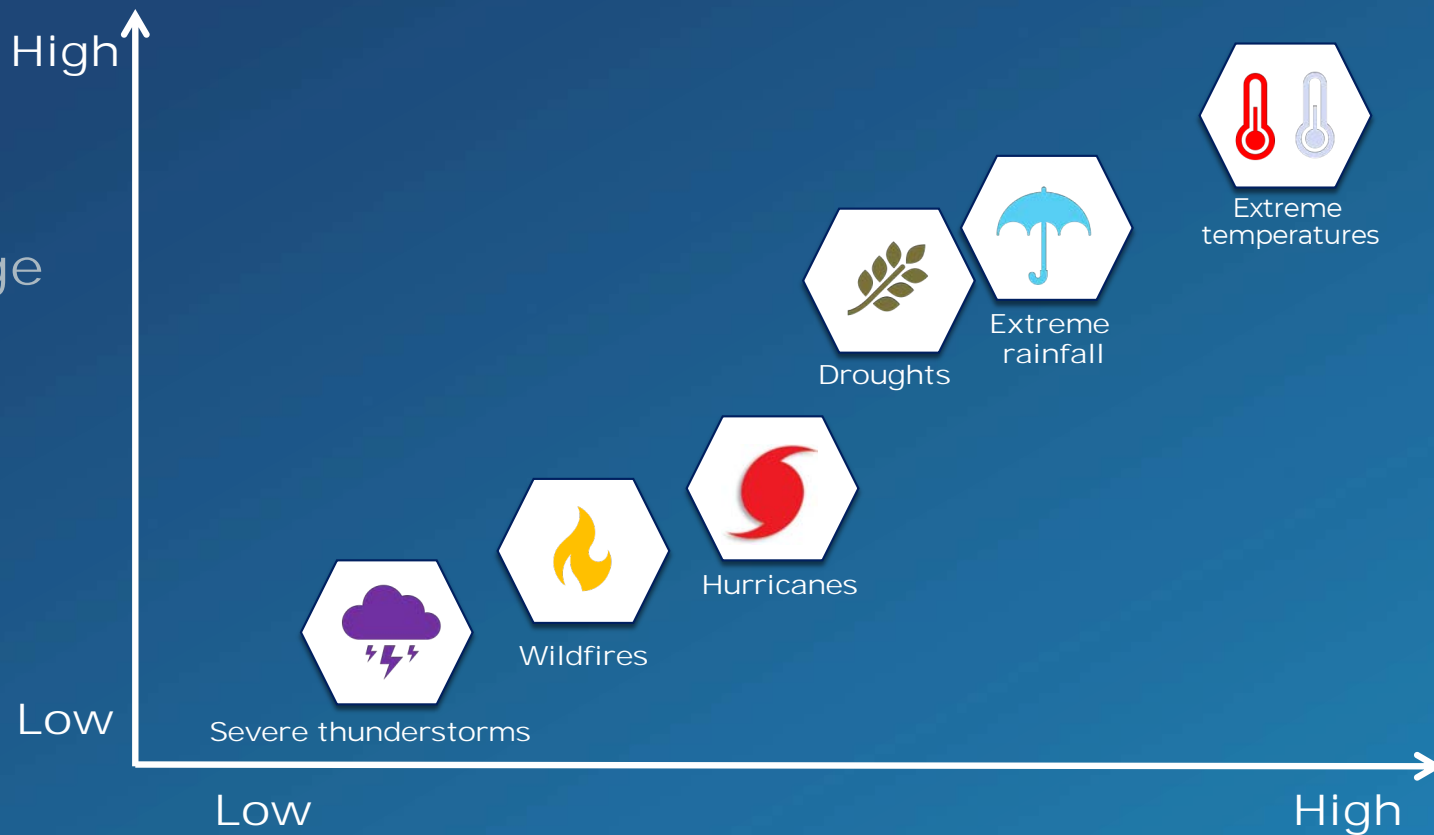 High
Extreme
temperatures
Extreme
rainfall
Droughts
Hurricanes
Wildfires
Severe thunderstorms
Low
Low
High